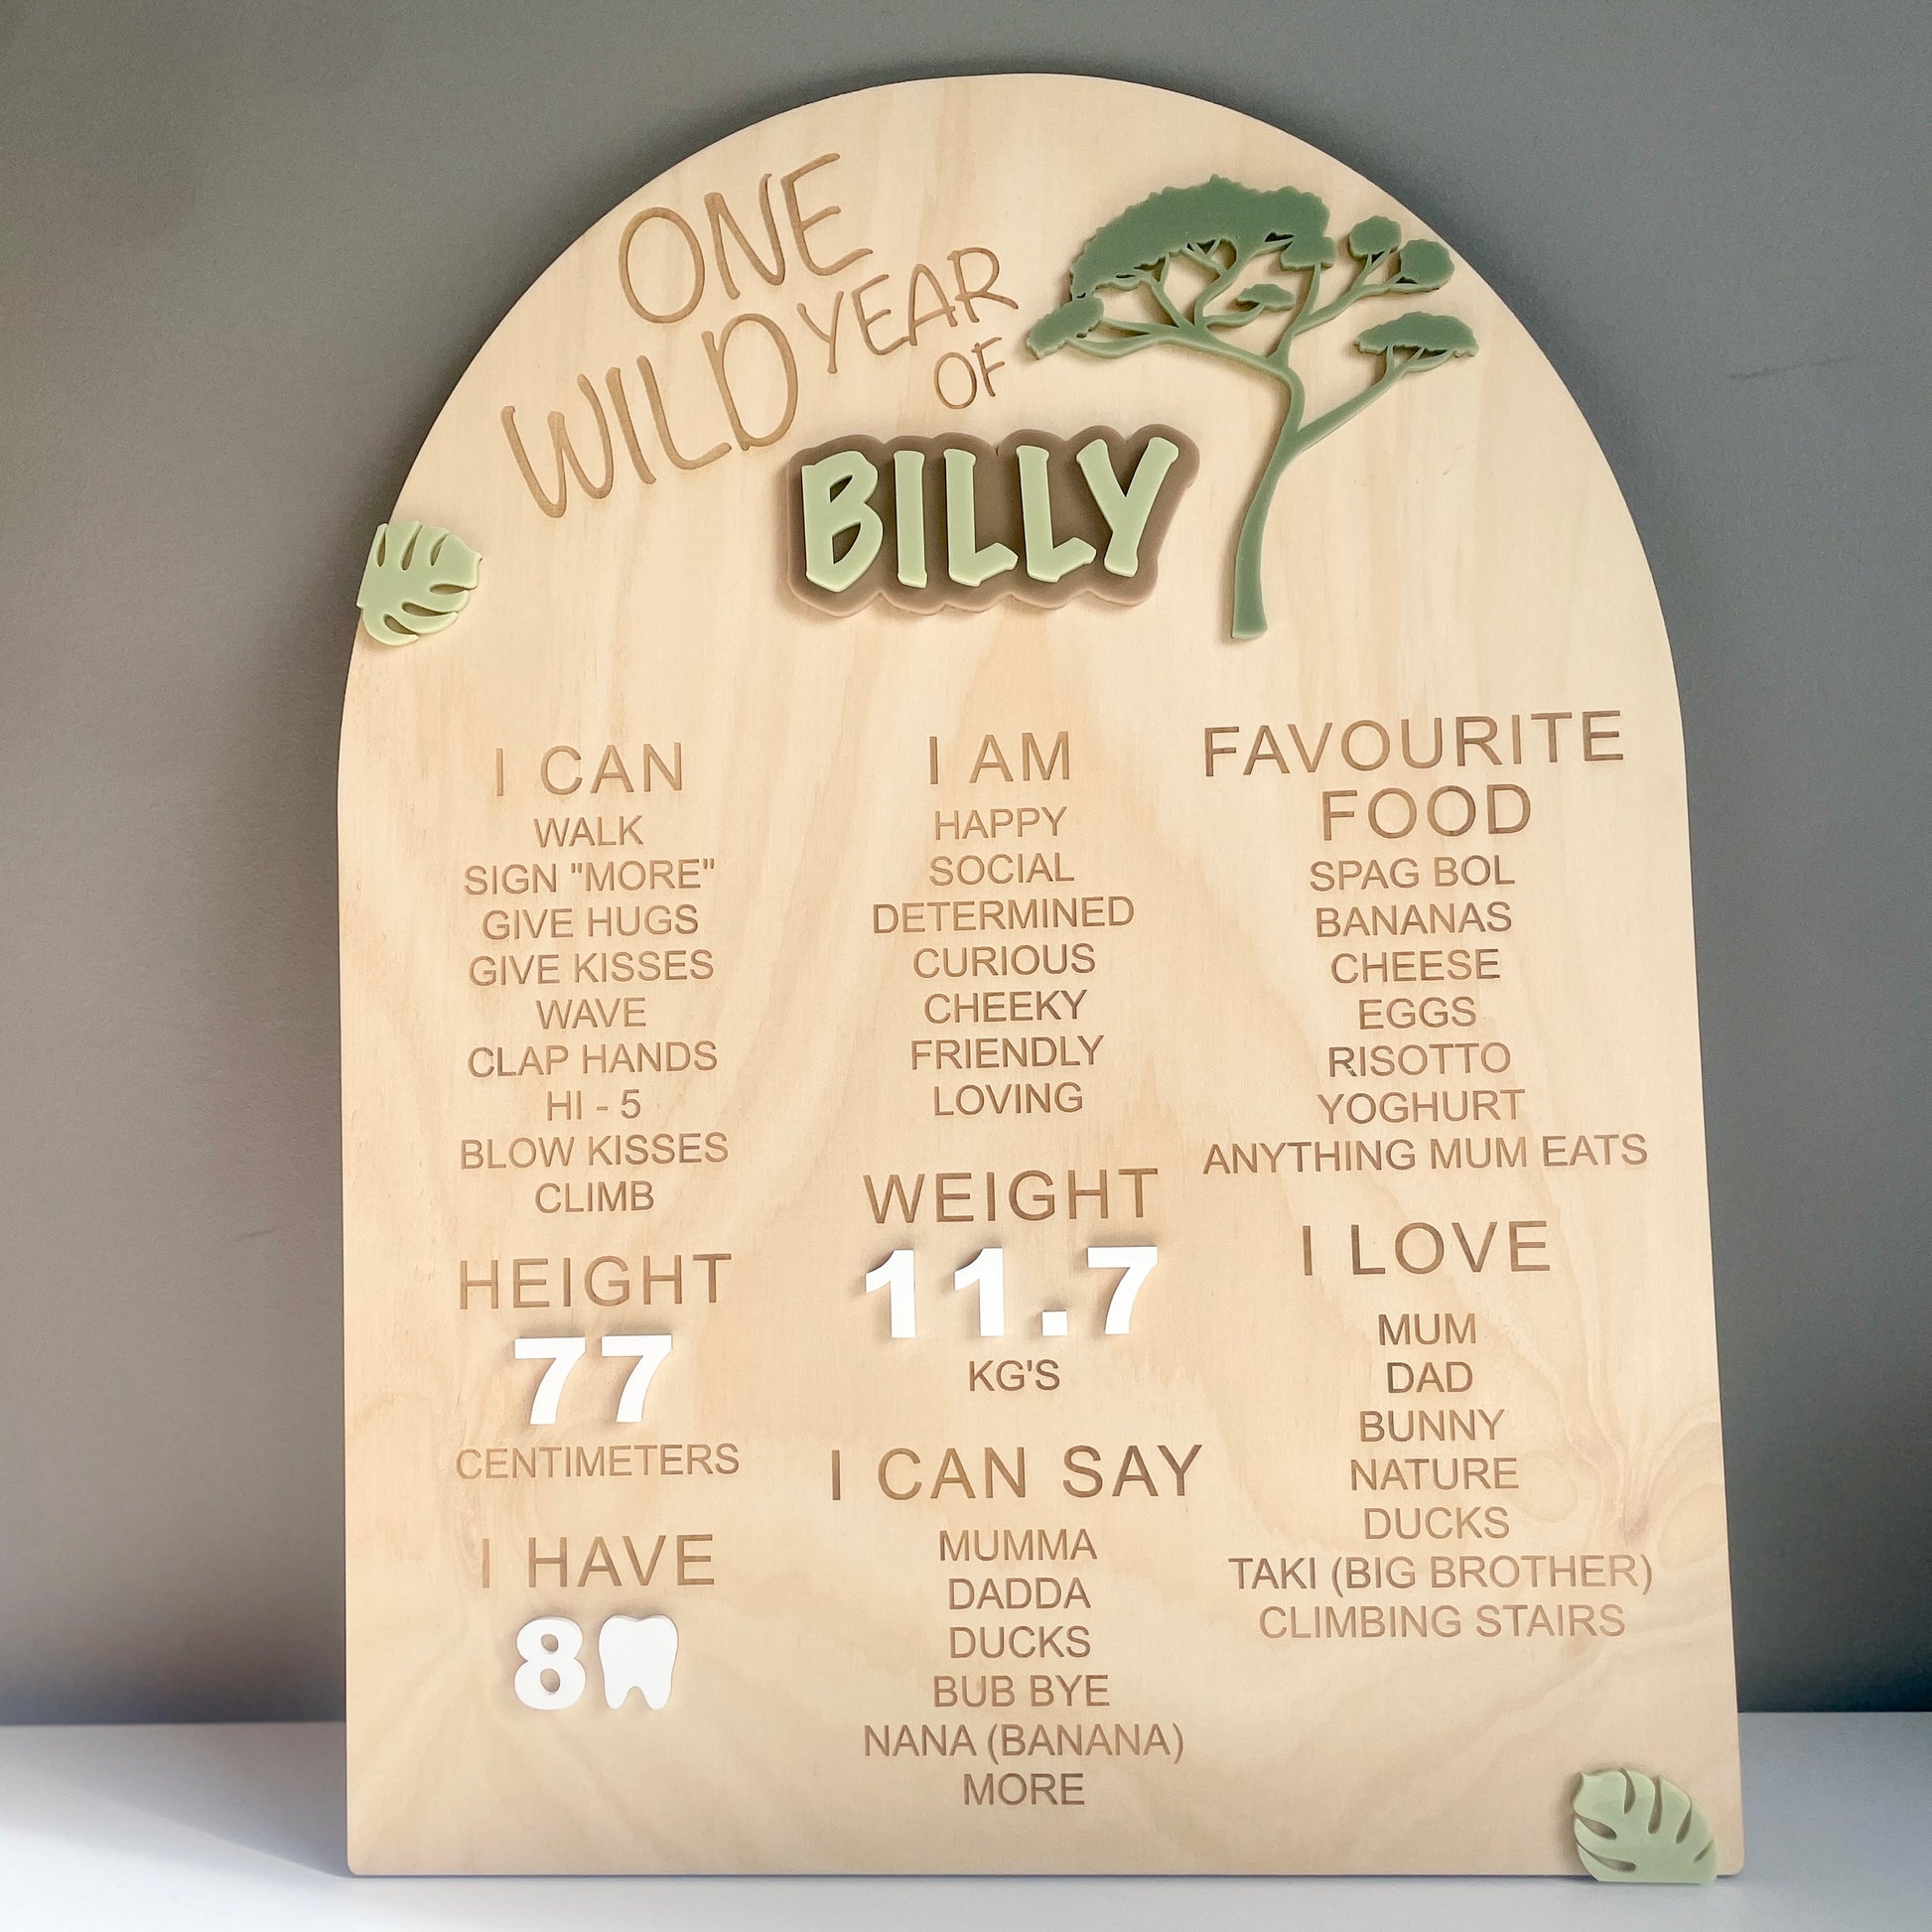 ONE
WILD YEAR
OF
BILLY
I CAN
WALK
SIGN "MORE"
GIVE HUGS
GIVE KISSES
WAVE
CLAP HANDS
HI - 5
BLOW KISSES
CLIMB
HEIGHT
77
CENTIMETERS
I HAVE
8
I AM
HAPPY
SOCIAL
DETERMINED
CURIOUS
CHEEKY
FRIENDLY
LOVING
WEIGHT
11.7
KG'S
I CAN SAY
MUMMA
DADDA
DUCKS
BUB BYE
NANA (BANANA)
MORE
FAVOURITE
FOOD
SPAG BOL
BANANAS
CHEESE
EGGS
RISOTTO
YOGHURT
ANYTHING MUM EATS
I LOVE
MUM
DAD
BUNNY
NATURE
DUCKS
TAKI (BIG BROTHER)
CLIMBING STAIRS